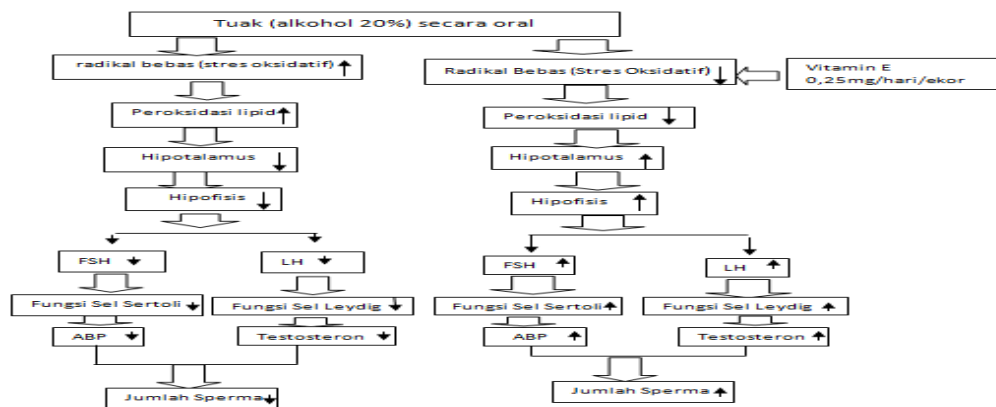 Tuak (alkohol 20%) secara oral
radikal bebas (stres oksidatif)
Radikal Bebas (Stres Oksidatif)
Vitamin E
0,25mg/hari/ekor
Peroksidasi lipid
Peroksidasi lipid
Hipotalamus
Hipotalamus
Hipofisis
Hipofisis
FSH
LH
FSH
LH
Fungsi Sel Sertoli
Fungsi Sel Leydig
Fungsi Sel Sertoli
Fungsi Sel Leydig
ABP
Testosteron
ABP
Testosteron
Jumlah Sperma
Jumlah Sperma